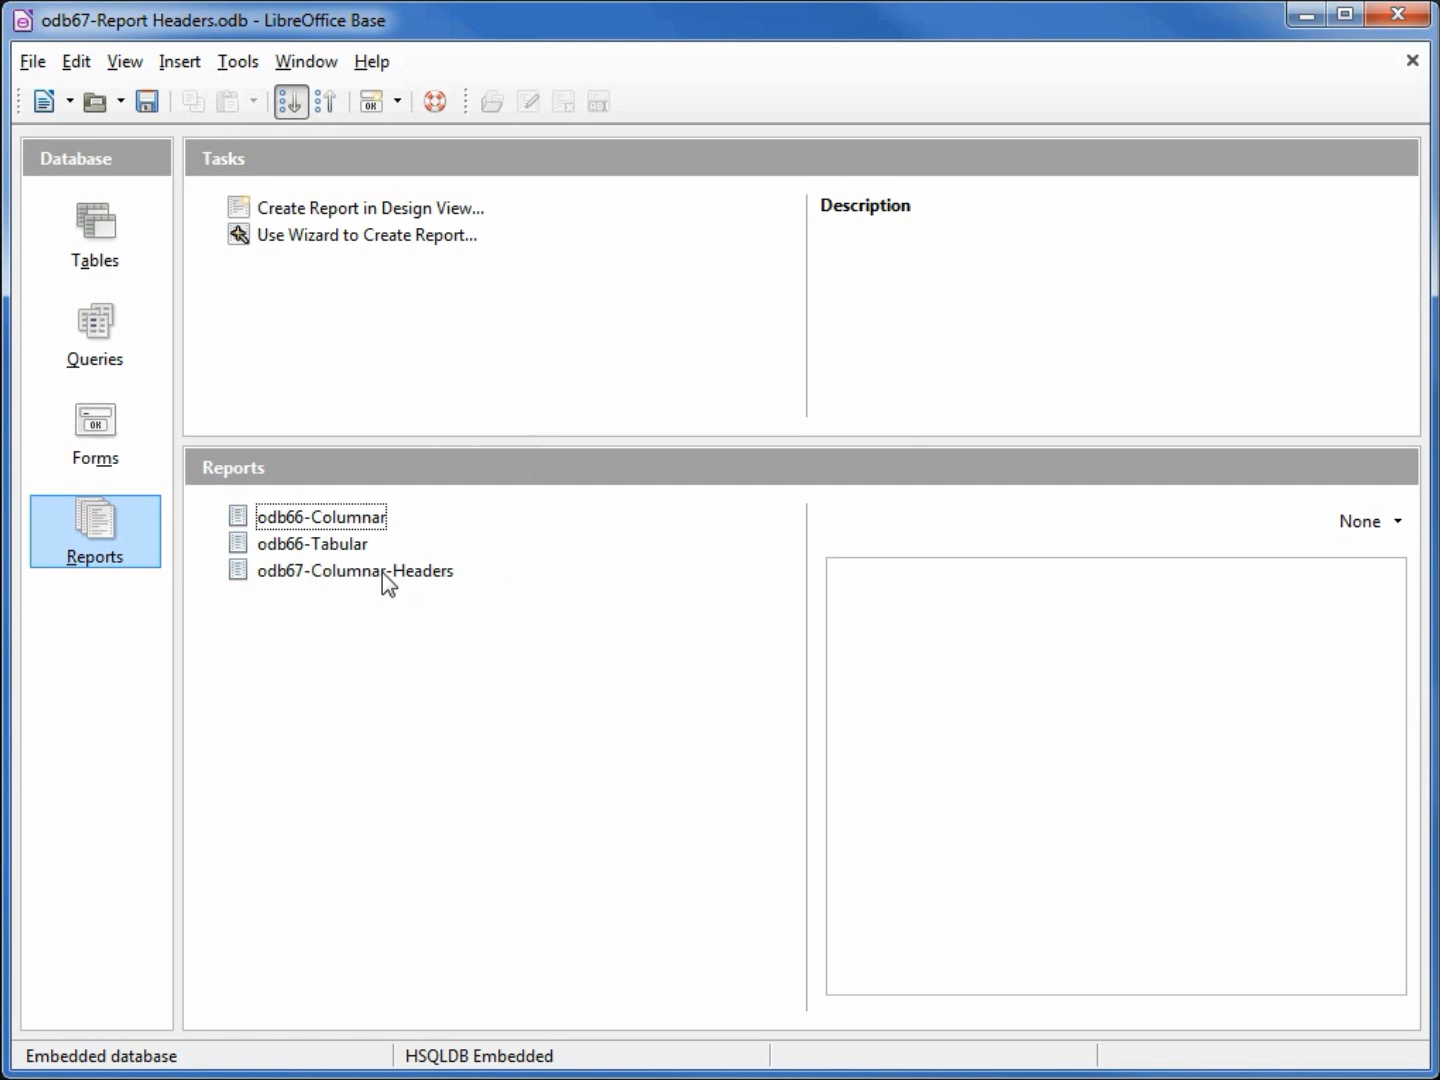 odb67-Report Headers.odb - LibreOffice Base
File Edit View Insert Tools Window Help
Database
Tasks
Tables
Queries
Forms
Reports
Create Report in Design View...
Use Wizard to Create Report...
Description
Reports
odb66-Columnar
odb66-Tabular
odb67-Columnar-Headers
None
Embedded database
HSQLDB Embedded